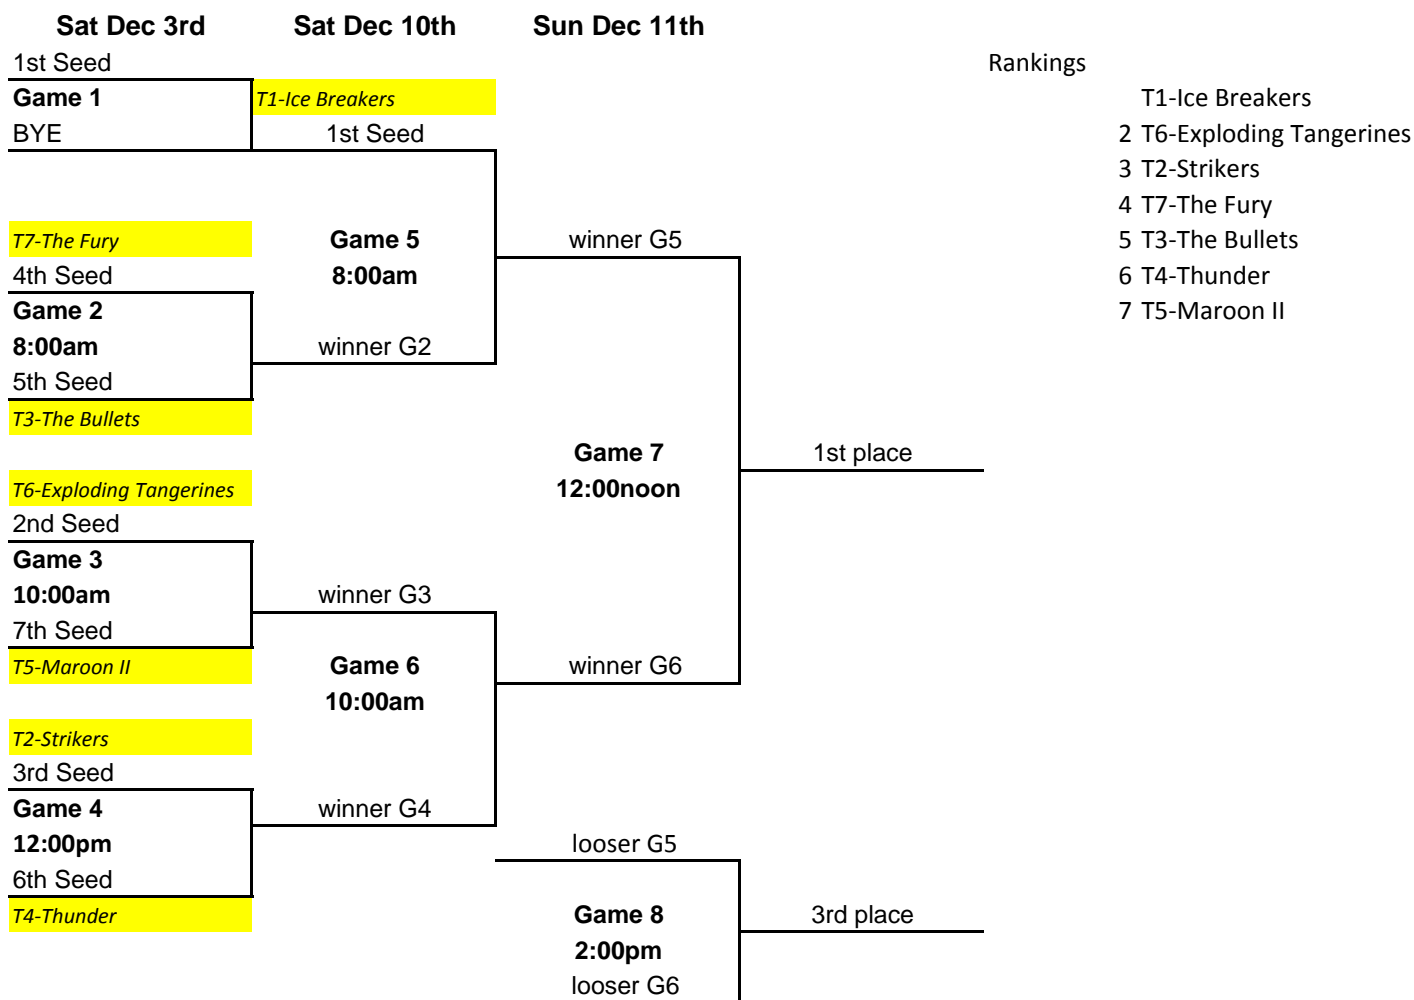 Sat Dec 3rd Sat Dec 10th Sun Dec 11th
1st Seed Rankings
Game 1 T1-Ice Breakers T1-Ice Breakers
BYE 1st Seed 2 T6-Exploding Tangerines
3 T2-Strikers
4 T7-The Fury
T7-The Fury Game 5 winner G5 5 T3-The Bullets
4th Seed 8:00am 6 T4-Thunder
Game 2 7 T5-Maroon II
8:00am winner G2
5th Seed
T3-The Bullets
Game 7 1st place
T6-Exploding Tangerines 12:00noon
2nd Seed
Game 3
10:00am winner G3
7th Seed
T5-Maroon II Game 6 winner G6
10:00am
T2-Strikers
3rd Seed
Game 4 winner G4
12:00pm looser G5
6th Seed
T4-Thunder Game 8 3rd place
2:00pm
looser G6